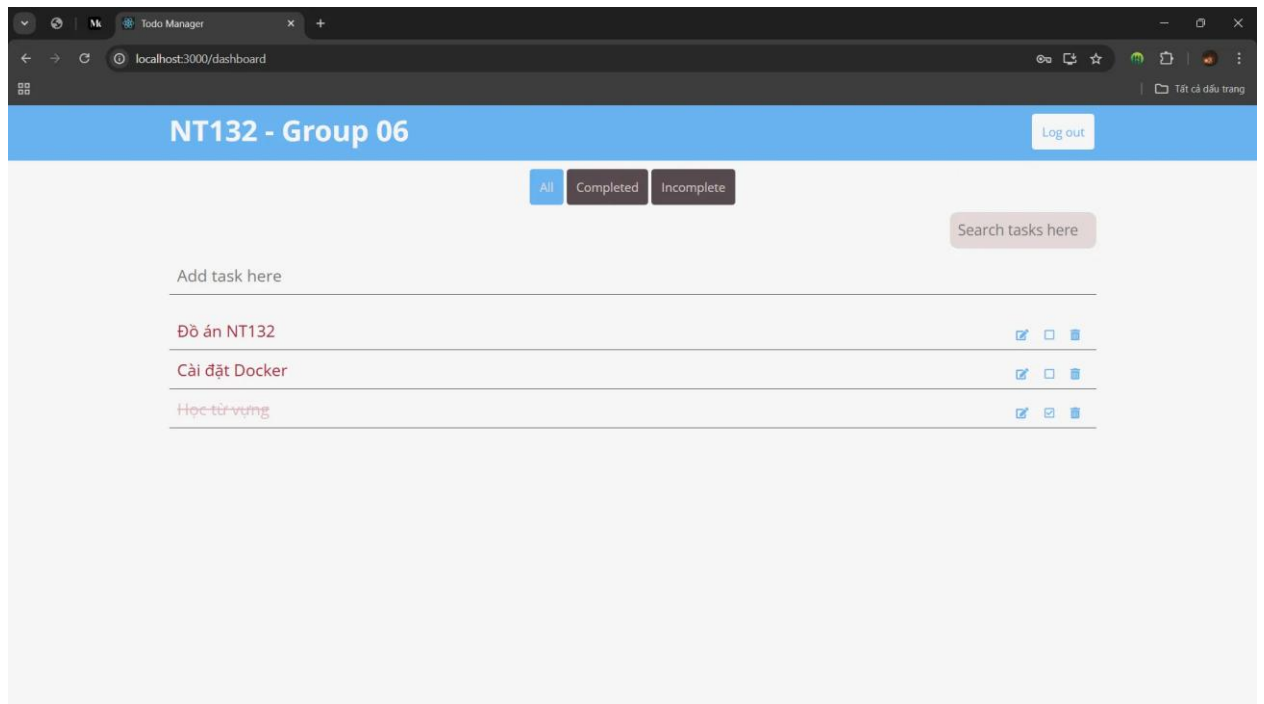 Mk Todo Manager
localhost:3000/dashboard
Tất cả dấu trang
NT132 - Group 06 Log out
All Completed Incomplete
Search tasks here
Add task here
Đồ án NT132
Cài đặt Docker
Học từ vựng